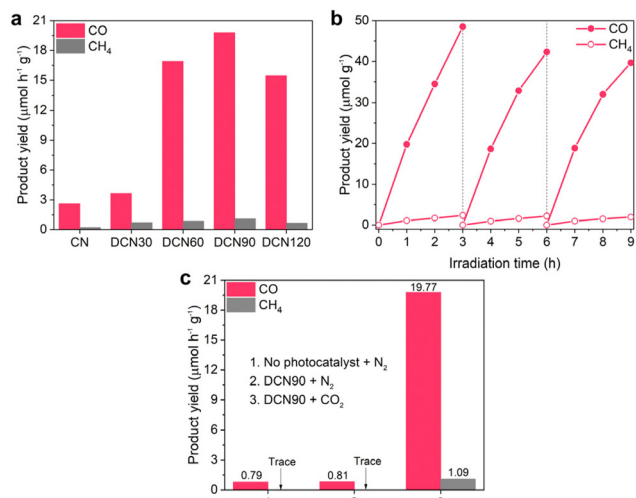 a
CO
CH₄
Product yield (μmol h⁻¹ g⁻¹)
21
18
15
12
9
6
3
0
CN DCN30 DCN60 DCN90 DCN120
b
CO
CH₄
Product yield (μmol g⁻¹)
50
40
30
20
10
0
0 1 2 3 4 5 6 7 8 9
Irradiation time (h)
c
CO
CH₄
Product yield (μmol h⁻¹ g⁻¹)
21
18
15
12
9
6
3
0
19.77
1. No photocatalyst + N₂
2. DCN90 + N₂
3. DCN90 + CO₂
Trace Trace
0.79 0.81 1.09